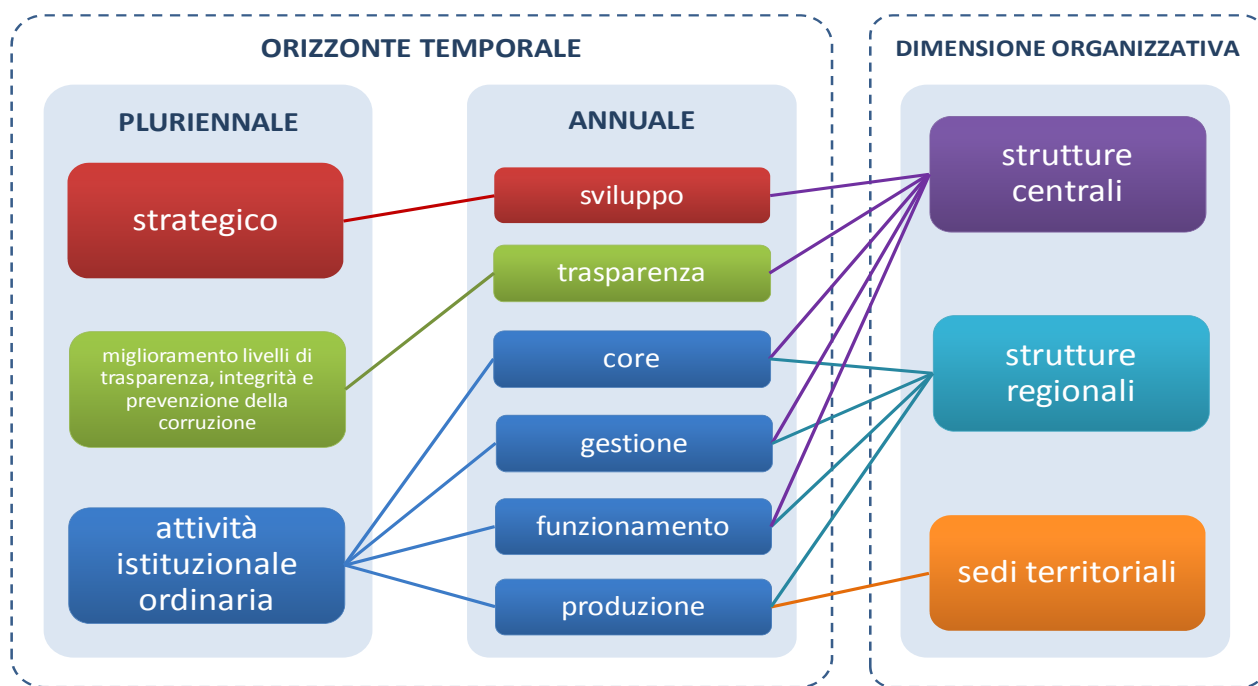 ORIZZONTE TEMPORALE
PLURIENNALE
strategico
miglioramento livelli di
trasparenza, integrità e
prevenzione della
corruzione
attività
istituzionale
ordinaria
ANNUALE
sviluppo
trasparenza
core
gestione
funzionamento
produzione
DIMENSIONE ORGANIZZATIVA
strutture
centrali
strutture
regionali
sedi territoriali